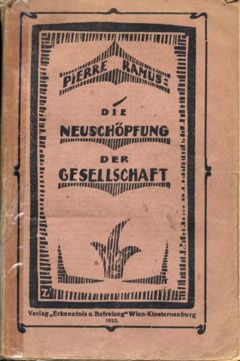 PIERRE RAMUS
DIE
NEUSCHÖPFUNG
DER
GESELLSCHAFT
Verlag „Erkenntnis u. Befreiung" Wien-Klosterneuburg
1923.